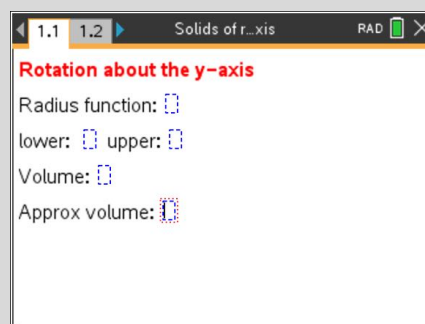 1.1 1.2 Solids of r...xis RAD
Rotation about the y-axis
Radius function:
lower: upper:
Volume:
Approx volume: